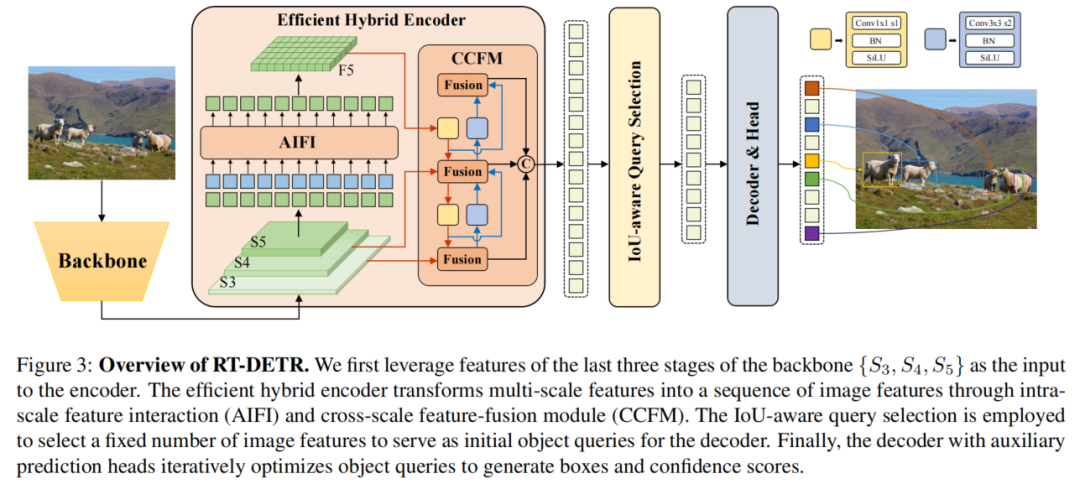 Efficient Hybrid Encoder
Conv1x1 s1
BN
SiLU
Conv3x3 s2
BN
SiLU
F5
CCFM
Fusion
AIFI
Fusion
C
Backbone
S5
S4
S3
Fusion
IoU-aware Query Selection
Decoder & Head
Figure 3: Overview of RT-DETR. We first leverage features of the last three stages of the backbone {S₃, S₄, S₅} as the input
to the encoder. The efficient hybrid encoder transforms multi-scale features into a sequence of image features through intra-
scale feature interaction (AIFI) and cross-scale feature-fusion module (CCFM). The IoU-aware query selection is employed
to select a fixed number of image features to serve as initial object queries for the decoder. Finally, the decoder with auxiliary
prediction heads iteratively optimizes object queries to generate boxes and confidence scores.